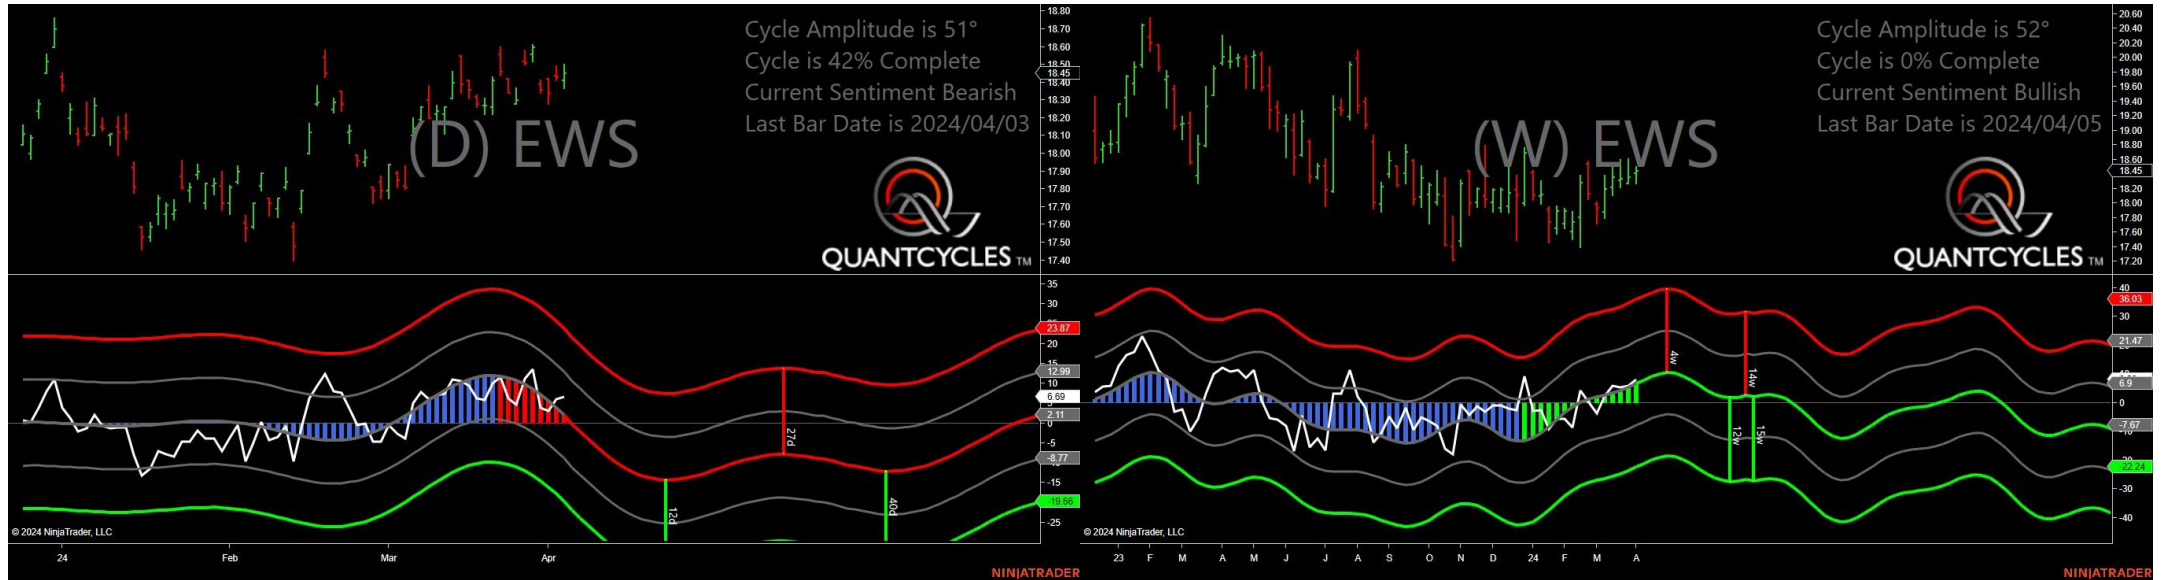 Cycle Amplitude is 51°
Cycle is 42% Complete
Current Sentiment Bearish
Last Bar Date is 2024/04/03
(D) EWS
QUANTCYCLES TM
18.80
18.70
18.60
18.50
18.45
18.40
18.30
18.20
18.10
18.00
17.90
17.80
17.70
17.60
17.50
17.40
35
30
23.87
20
15
12.99
10
6.69
2.11
0
-5
-8.77
-15
-19.66
-25
12d
27d
40d
© 2024 NinjaTrader, LLC
24 Feb Mar Apr
NINJATRADER
Cycle Amplitude is 52°
Cycle is 0% Complete
Current Sentiment Bullish
Last Bar Date is 2024/04/05
(W) EWS
QUANTCYCLES TM
20.60
20.40
20.20
20.00
19.80
19.60
19.40
19.20
19.00
18.80
18.60
18.45
18.20
18.00
17.80
17.60
17.40
17.20
40
36.03
30
21.47
6.9
0
-7.67
-22.24
-30
-40
4w
14w
12w
15w
© 2024 NinjaTrader, LLC
23 F M A M J J A S O N D 24 F M A
NINJATRADER